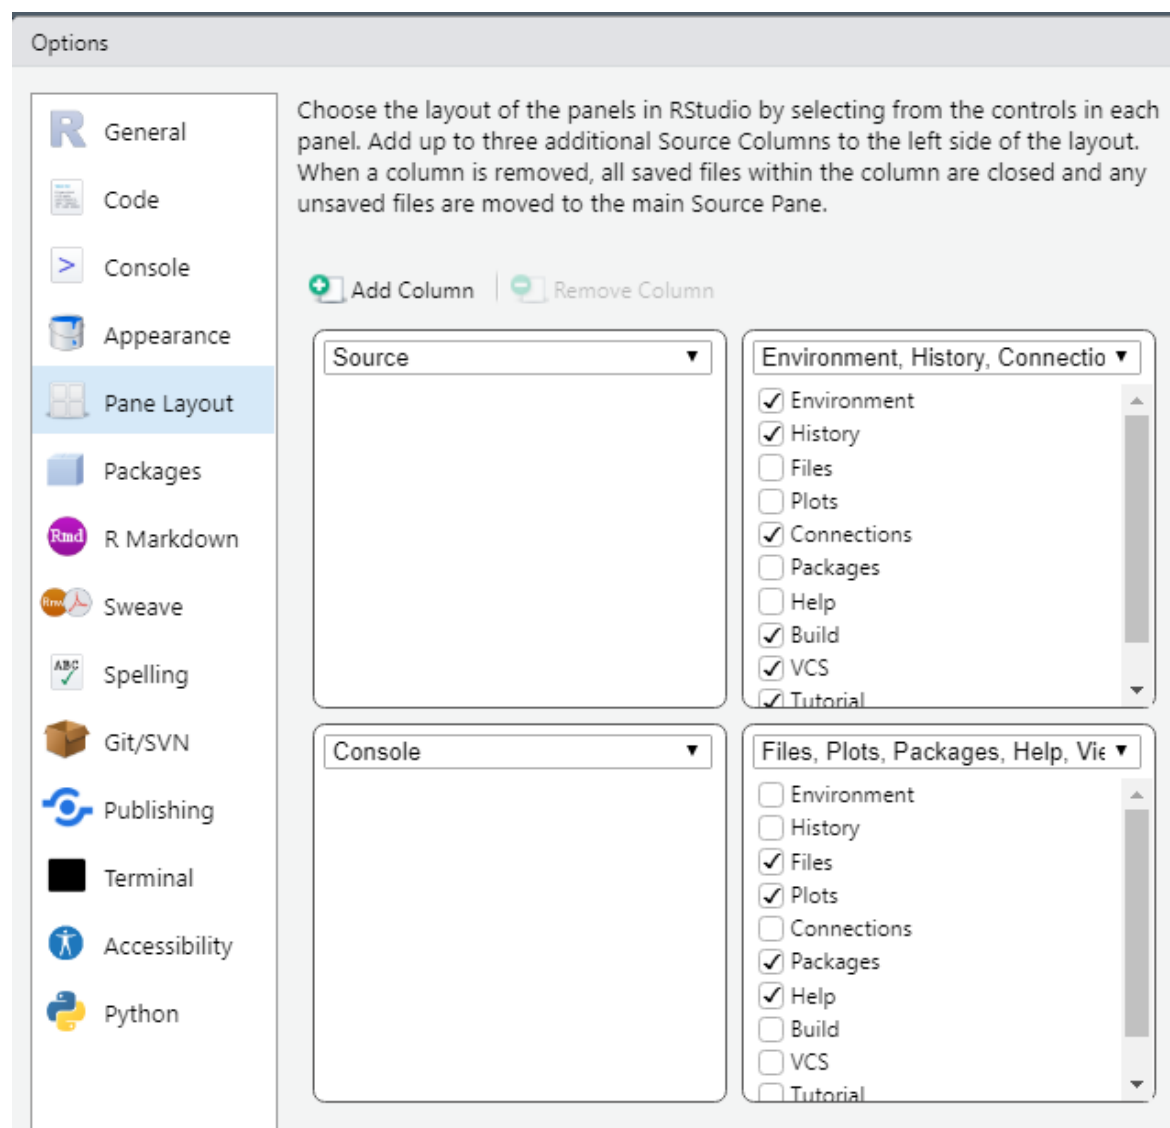 Options
General
Code
Console
Appearance
Pane Layout
Packages
Rmd R Markdown
Rnw Sweave
ABC Spelling
Git/SVN
Publishing
Terminal
Accessibility
Python
Choose the layout of the panels in RStudio by selecting from the controls in each
panel. Add up to three additional Source Columns to the left side of the layout.
When a column is removed, all saved files within the column are closed and any
unsaved files are moved to the main Source Pane.
Add Column Remove Column
Source
Environment, History, Connectio
Environment
History
Files
Plots
Connections
Packages
Help
Build
VCS
Tutorial
Console
Files, Plots, Packages, Help, Vie
Environment
History
Files
Plots
Connections
Packages
Help
Build
VCS
Tutorial